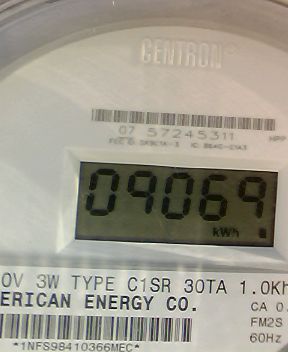 CENTRON®
07 57245311
09069
kWh
0V 3W TYPE C1SR 30TA 1.0Kh
ERICAN ENERGY CO.
CA 0.
FM2S
60Hz
*1NFS98410366MEC*